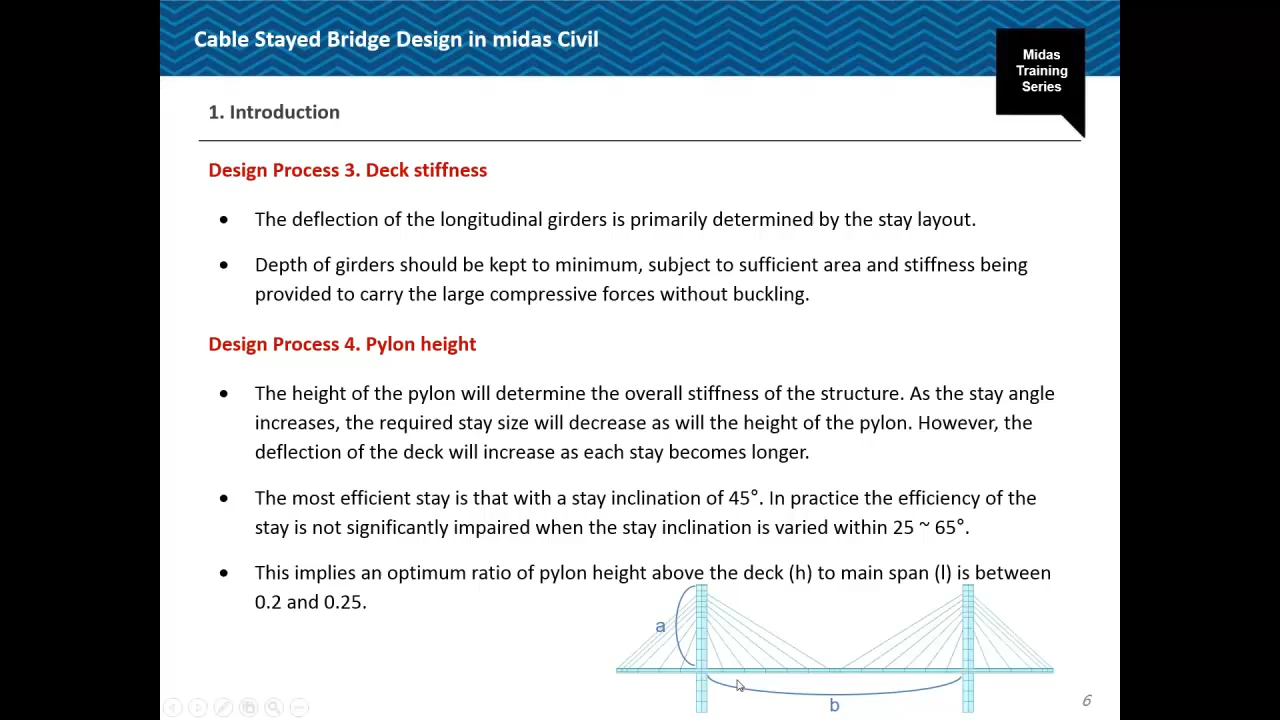 Cable Stayed Bridge Design in midas Civil
Midas
Training
Series
1. Introduction
Design Process 3. Deck stiffness
• The deflection of the longitudinal girders is primarily determined by the stay layout.
• Depth of girders should be kept to minimum, subject to sufficient area and stiffness being
provided to carry the large compressive forces without buckling.
Design Process 4. Pylon height
• The height of the pylon will determine the overall stiffness of the structure. As the stay angle
increases, the required stay size will decrease as will the height of the pylon. However, the
deflection of the deck will increase as each stay becomes longer.
• The most efficient stay is that with a stay inclination of 45°. In practice the efficiency of the
stay is not significantly impaired when the stay inclination is varied within 25 ~ 65°.
• This implies an optimum ratio of pylon height above the deck (h) to main span (l) is between
0.2 and 0.25.
a
b
6